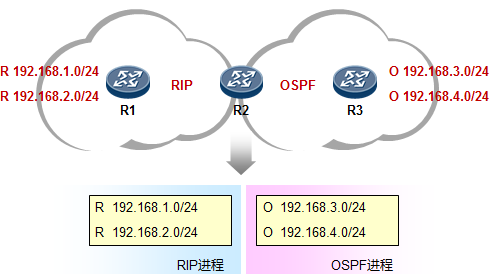 R 192.168.1.0/24
R 192.168.2.0/24
R1
RIP
R2
OSPF
R3
O 192.168.3.0/24
O 192.168.4.0/24
R 192.168.1.0/24
R 192.168.2.0/24
RIP进程
O 192.168.3.0/24
O 192.168.4.0/24
OSPF进程